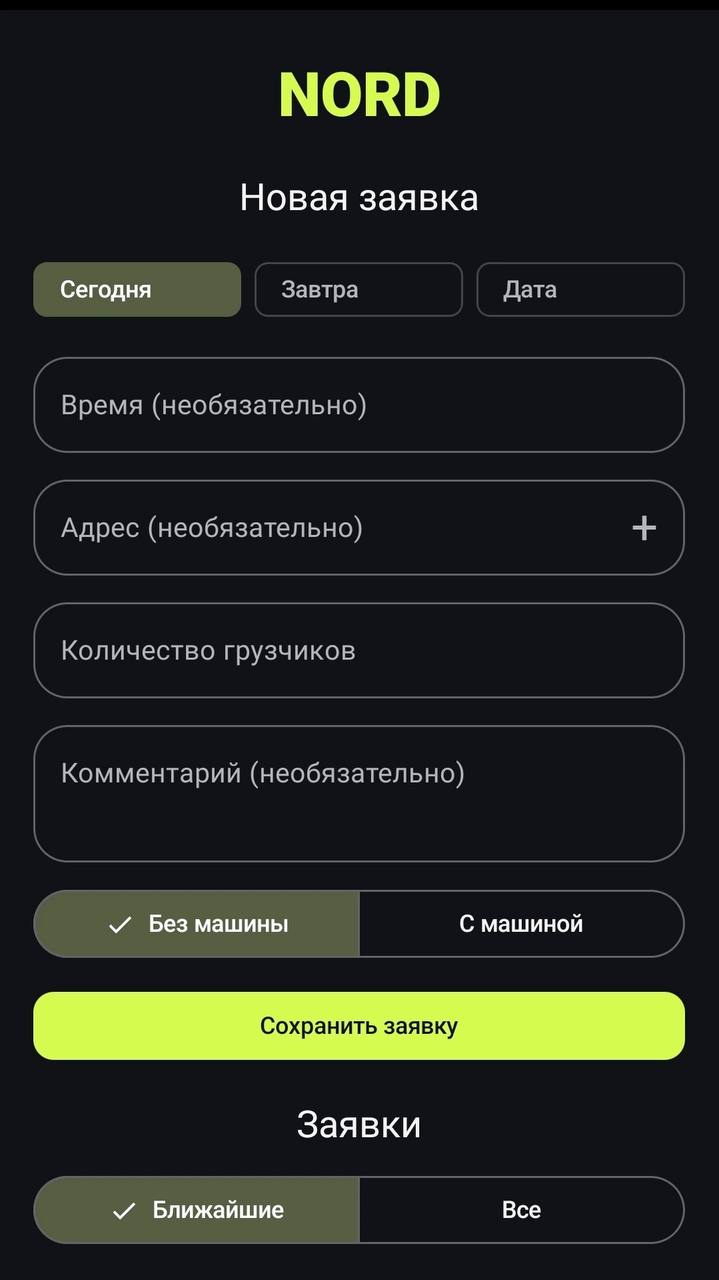 NORD
Новая заявка
Сегодня
Завтра
Дата
Время (необязательно)
Адрес (необязательно) +
Количество грузчиков
Комментарий (необязательно)
Без машины
С машиной
Сохранить заявку
Заявки
Ближайшие
Все